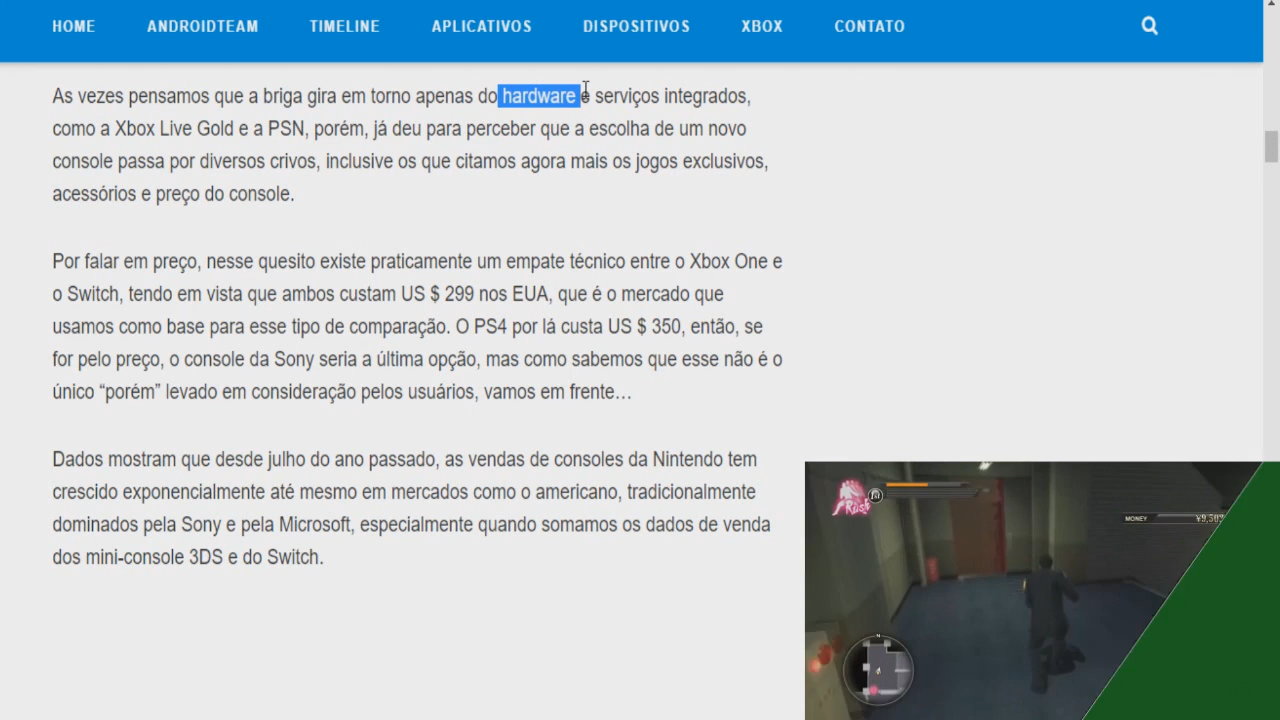 HOME ANDROIDTEAM TIMELINE APLICATIVOS DISPOSITIVOS XBOX CONTATO
As vezes pensamos que a briga gira em torno apenas do hardware e serviços integrados,
como a Xbox Live Gold e a PSN, porém, já deu para perceber que a escolha de um novo
console passa por diversos crivos, inclusive os que citamos agora mais os jogos exclusivos,
acessórios e preço do console.
Por falar em preço, nesse quesito existe praticamente um empate técnico entre o Xbox One e
o Switch, tendo em vista que ambos custam US $ 299 nos EUA, que é o mercado que
usamos como base para esse tipo de comparação. O PS4 por lá custa US $ 350, então, se
for pelo preço, o console da Sony seria a última opção, mas como sabemos que esse não é o
único “porém” levado em consideração pelos usuários, vamos em frente…
Dados mostram que desde julho do ano passado, as vendas de consoles da Nintendo tem
crescido exponencialmente até mesmo em mercados como o americano, tradicionalmente
dominados pela Sony e pela Microsoft, especialmente quando somamos os dados de venda
dos mini-console 3DS e do Switch.
Rush
MONEY
N